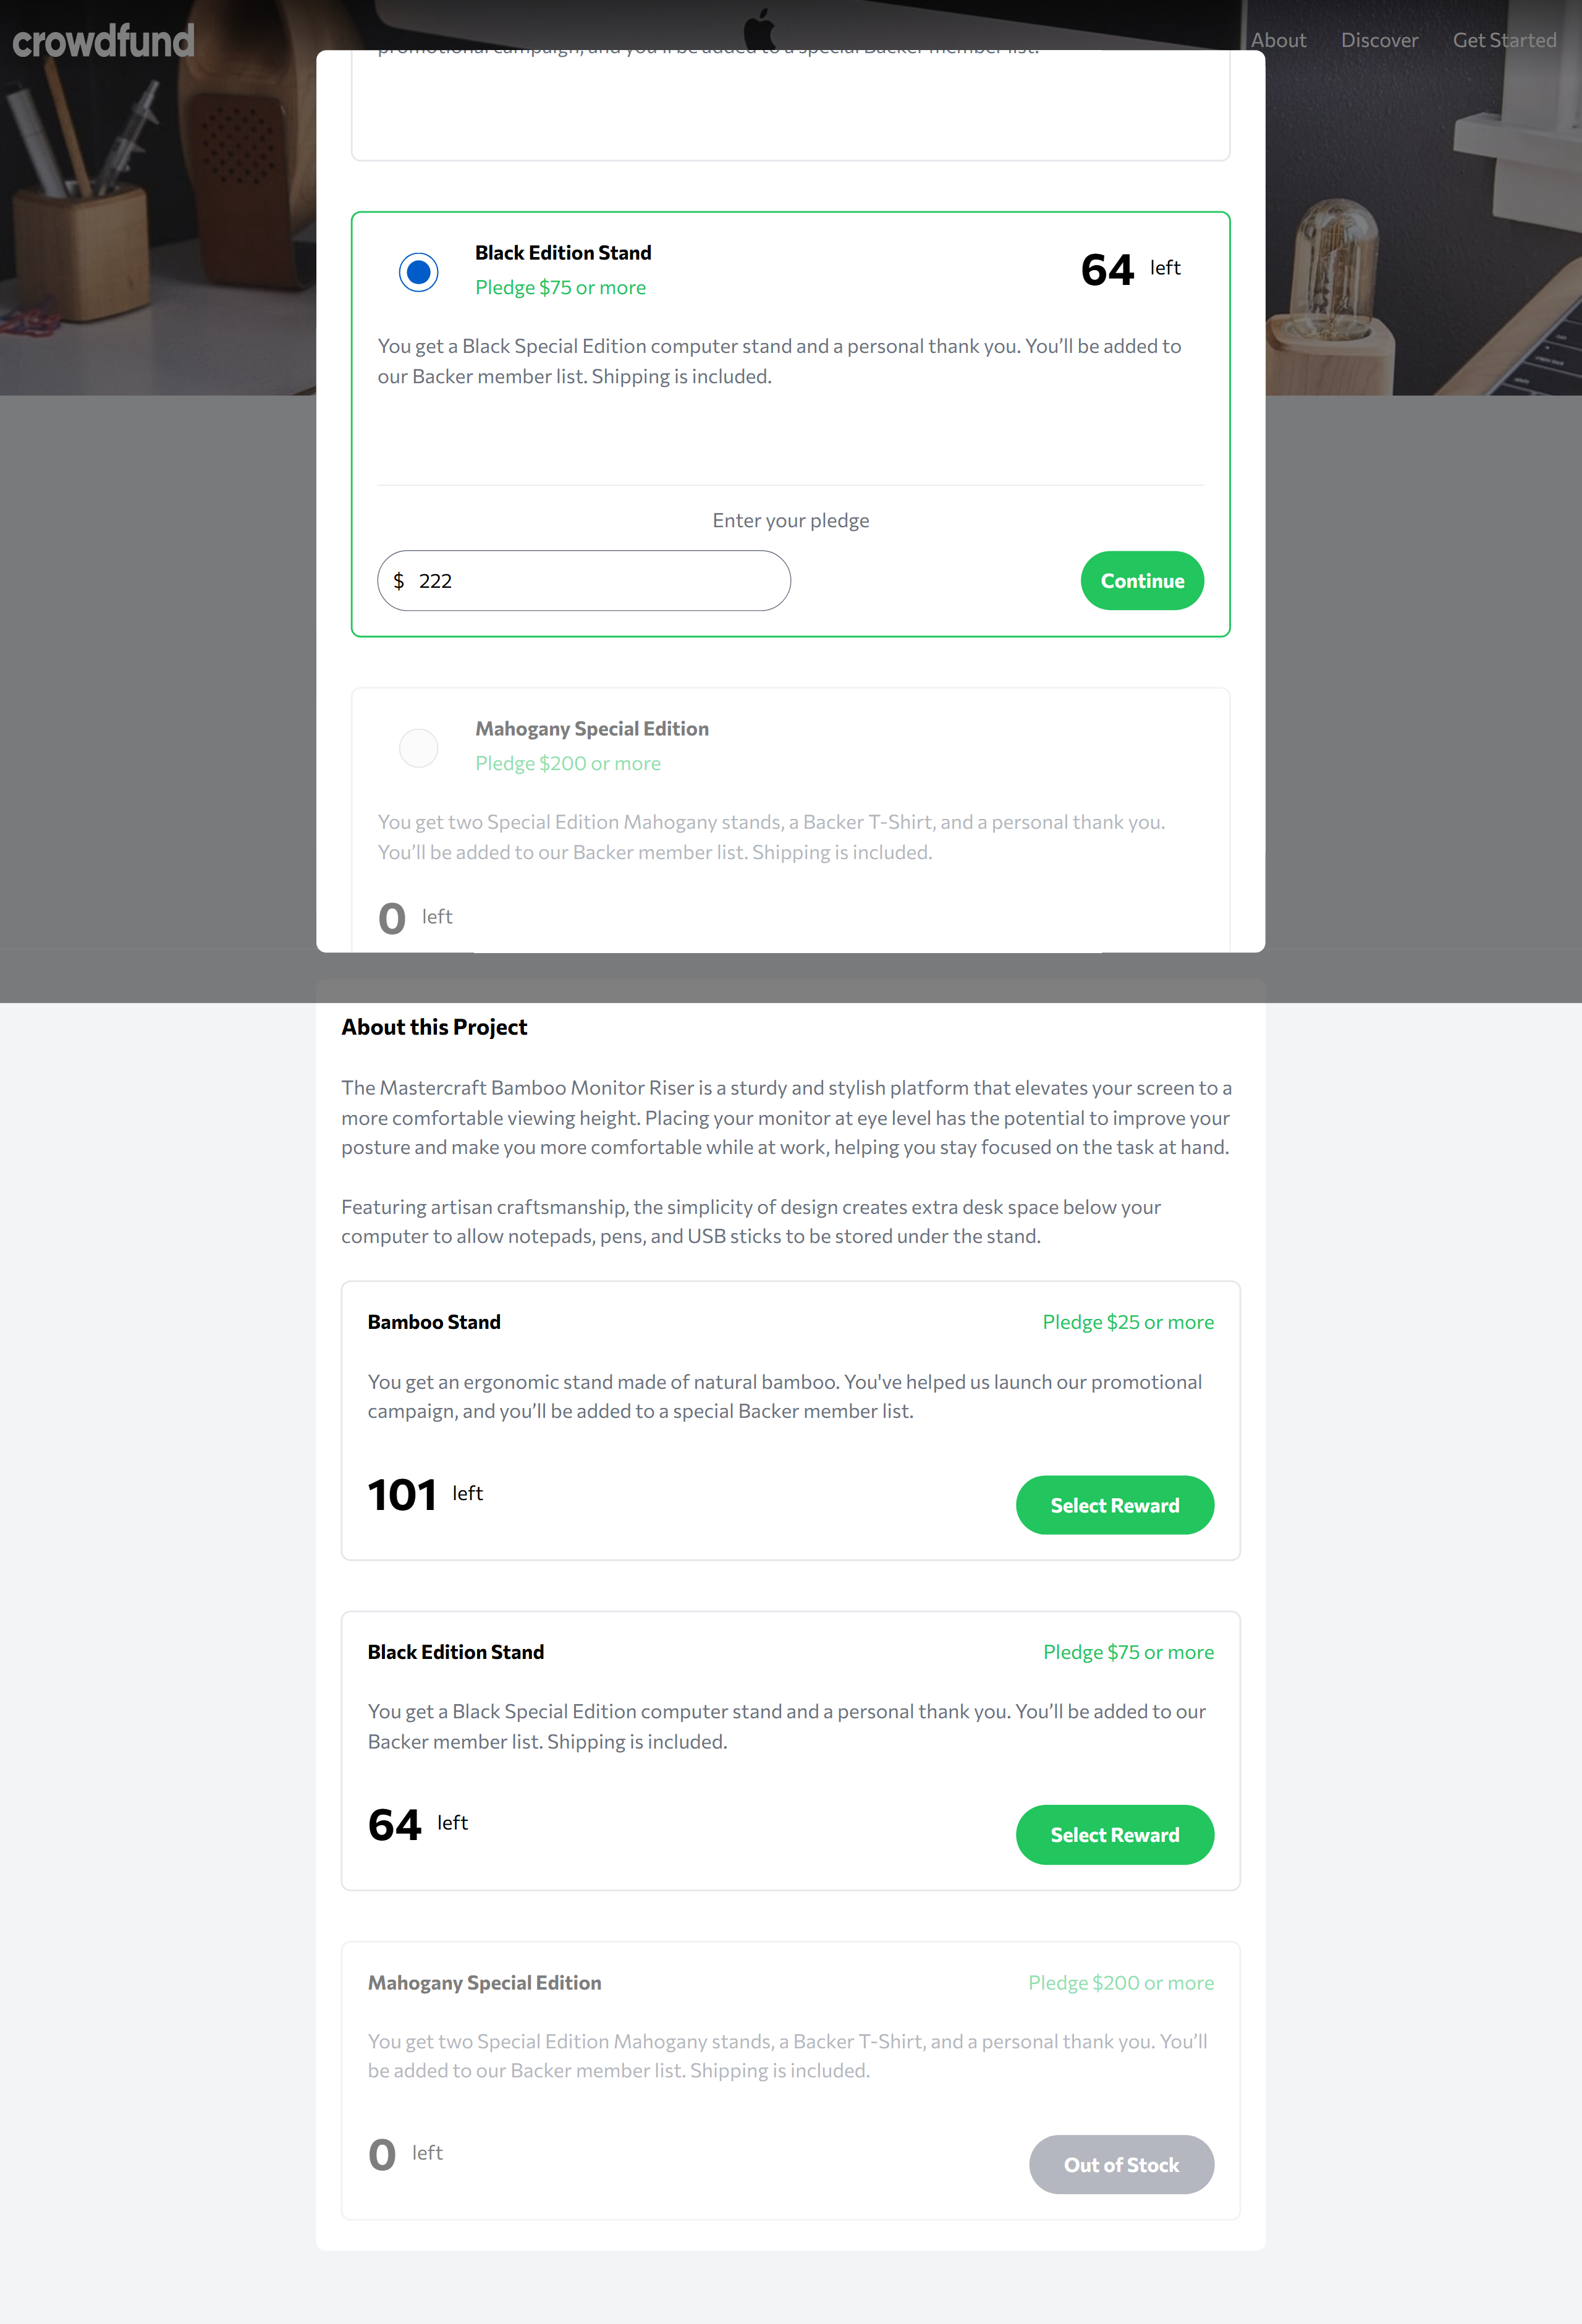 crowdfund
About
Discover
Get Started
promotional campaign, and you'll be added to a special Backer member list.
Black Edition Stand
Pledge $75 or more
64 left
You get a Black Special Edition computer stand and a personal thank you. You’ll be added to
our Backer member list. Shipping is included.
Enter your pledge
$ 222
Continue
Mahogany Special Edition
Pledge $200 or more
You get two Special Edition Mahogany stands, a Backer T-Shirt, and a personal thank you.
You’ll be added to our Backer member list. Shipping is included.
0 left
About this Project
The Mastercraft Bamboo Monitor Riser is a sturdy and stylish platform that elevates your screen to a
more comfortable viewing height. Placing your monitor at eye level has the potential to improve your
posture and make you more comfortable while at work, helping you stay focused on the task at hand.
Featuring artisan craftsmanship, the simplicity of design creates extra desk space below your
computer to allow notepads, pens, and USB sticks to be stored under the stand.
Bamboo Stand
Pledge $25 or more
You get an ergonomic stand made of natural bamboo. You've helped us launch our promotional
campaign, and you’ll be added to a special Backer member list.
101 left
Select Reward
Black Edition Stand
Pledge $75 or more
You get a Black Special Edition computer stand and a personal thank you. You’ll be added to our
Backer member list. Shipping is included.
64 left
Select Reward
Mahogany Special Edition
Pledge $200 or more
You get two Special Edition Mahogany stands, a Backer T-Shirt, and a personal thank you. You’ll
be added to our Backer member list. Shipping is included.
0 left
Out of Stock